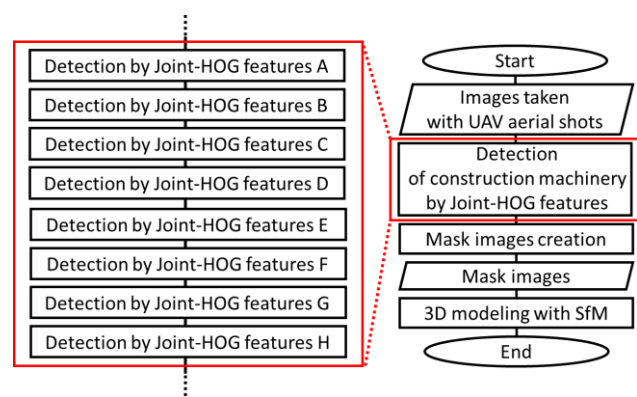 Detection by Joint-HOG features A
Detection by Joint-HOG features B
Detection by Joint-HOG features C
Detection by Joint-HOG features D
Detection by Joint-HOG features E
Detection by Joint-HOG features F
Detection by Joint-HOG features G
Detection by Joint-HOG features H
Start
Images taken
with UAV aerial shots
Detection
of construction machinery
by Joint-HOG features
Mask images creation
Mask images
3D modeling with SfM
End